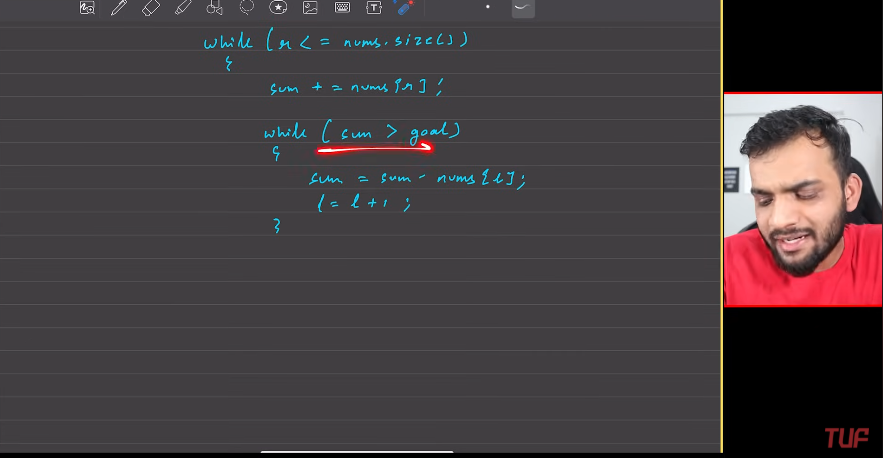 while (r <= nums.size())
{
sum += nums[r];
while (sum > goal)
{
sum = sum - nums[l];
l = l + 1 ;
}
TUF